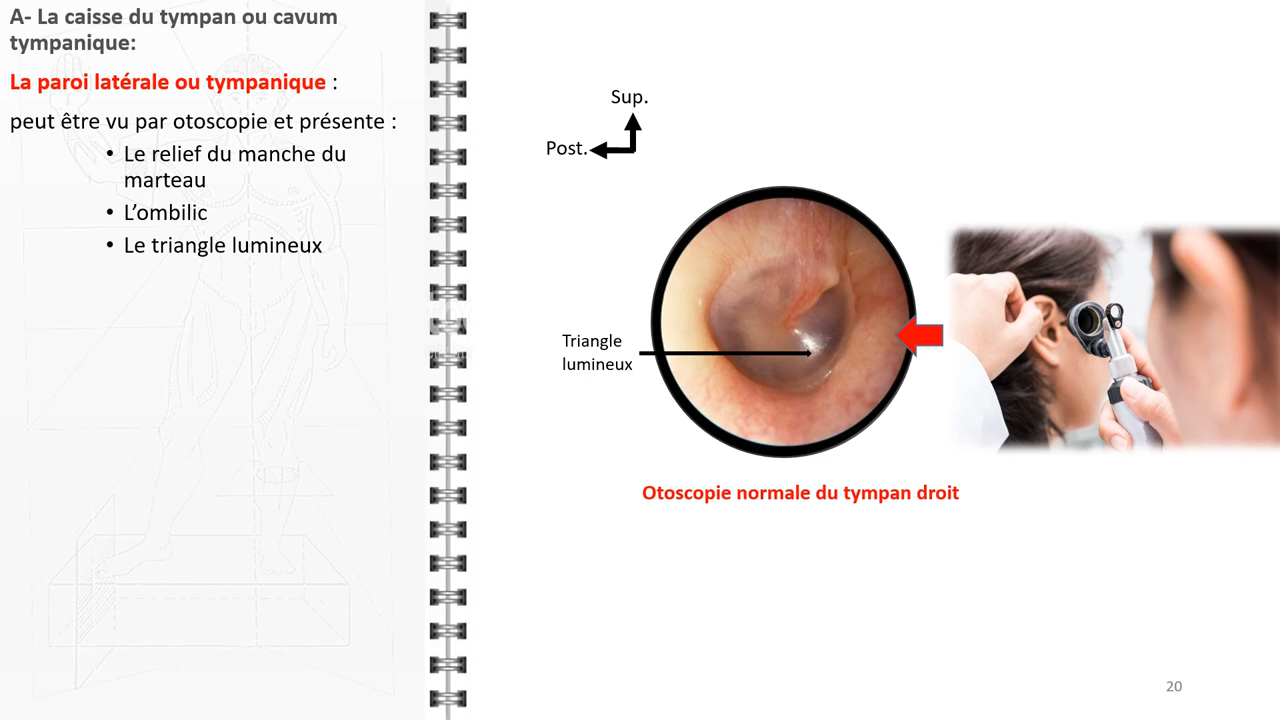 A- La caisse du tympan ou cavum
tympanique:
La paroi latérale ou tympanique :
peut être vu par otoscopie et présente :
• Le relief du manche du
marteau
• L’ombilic
• Le triangle lumineux
Sup.
Post.
Triangle
lumineux
Otoscopie normale du tympan droit
20